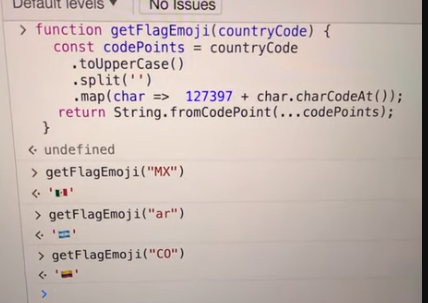 Default levels ▼ No Issues
> function getFlagEmoji(countryCode) {
const codePoints = countryCode
.toUpperCase()
.split('')
.map(char => 127397 + char.charCodeAt());
return String.fromCodePoint(...codePoints);
}
<· undefined
> getFlagEmoji("MX")
<· '🇲🇽'
> getFlagEmoji("ar")
<· '🇦🇷'
> getFlagEmoji("CO")
<· '🇨🇴'
>